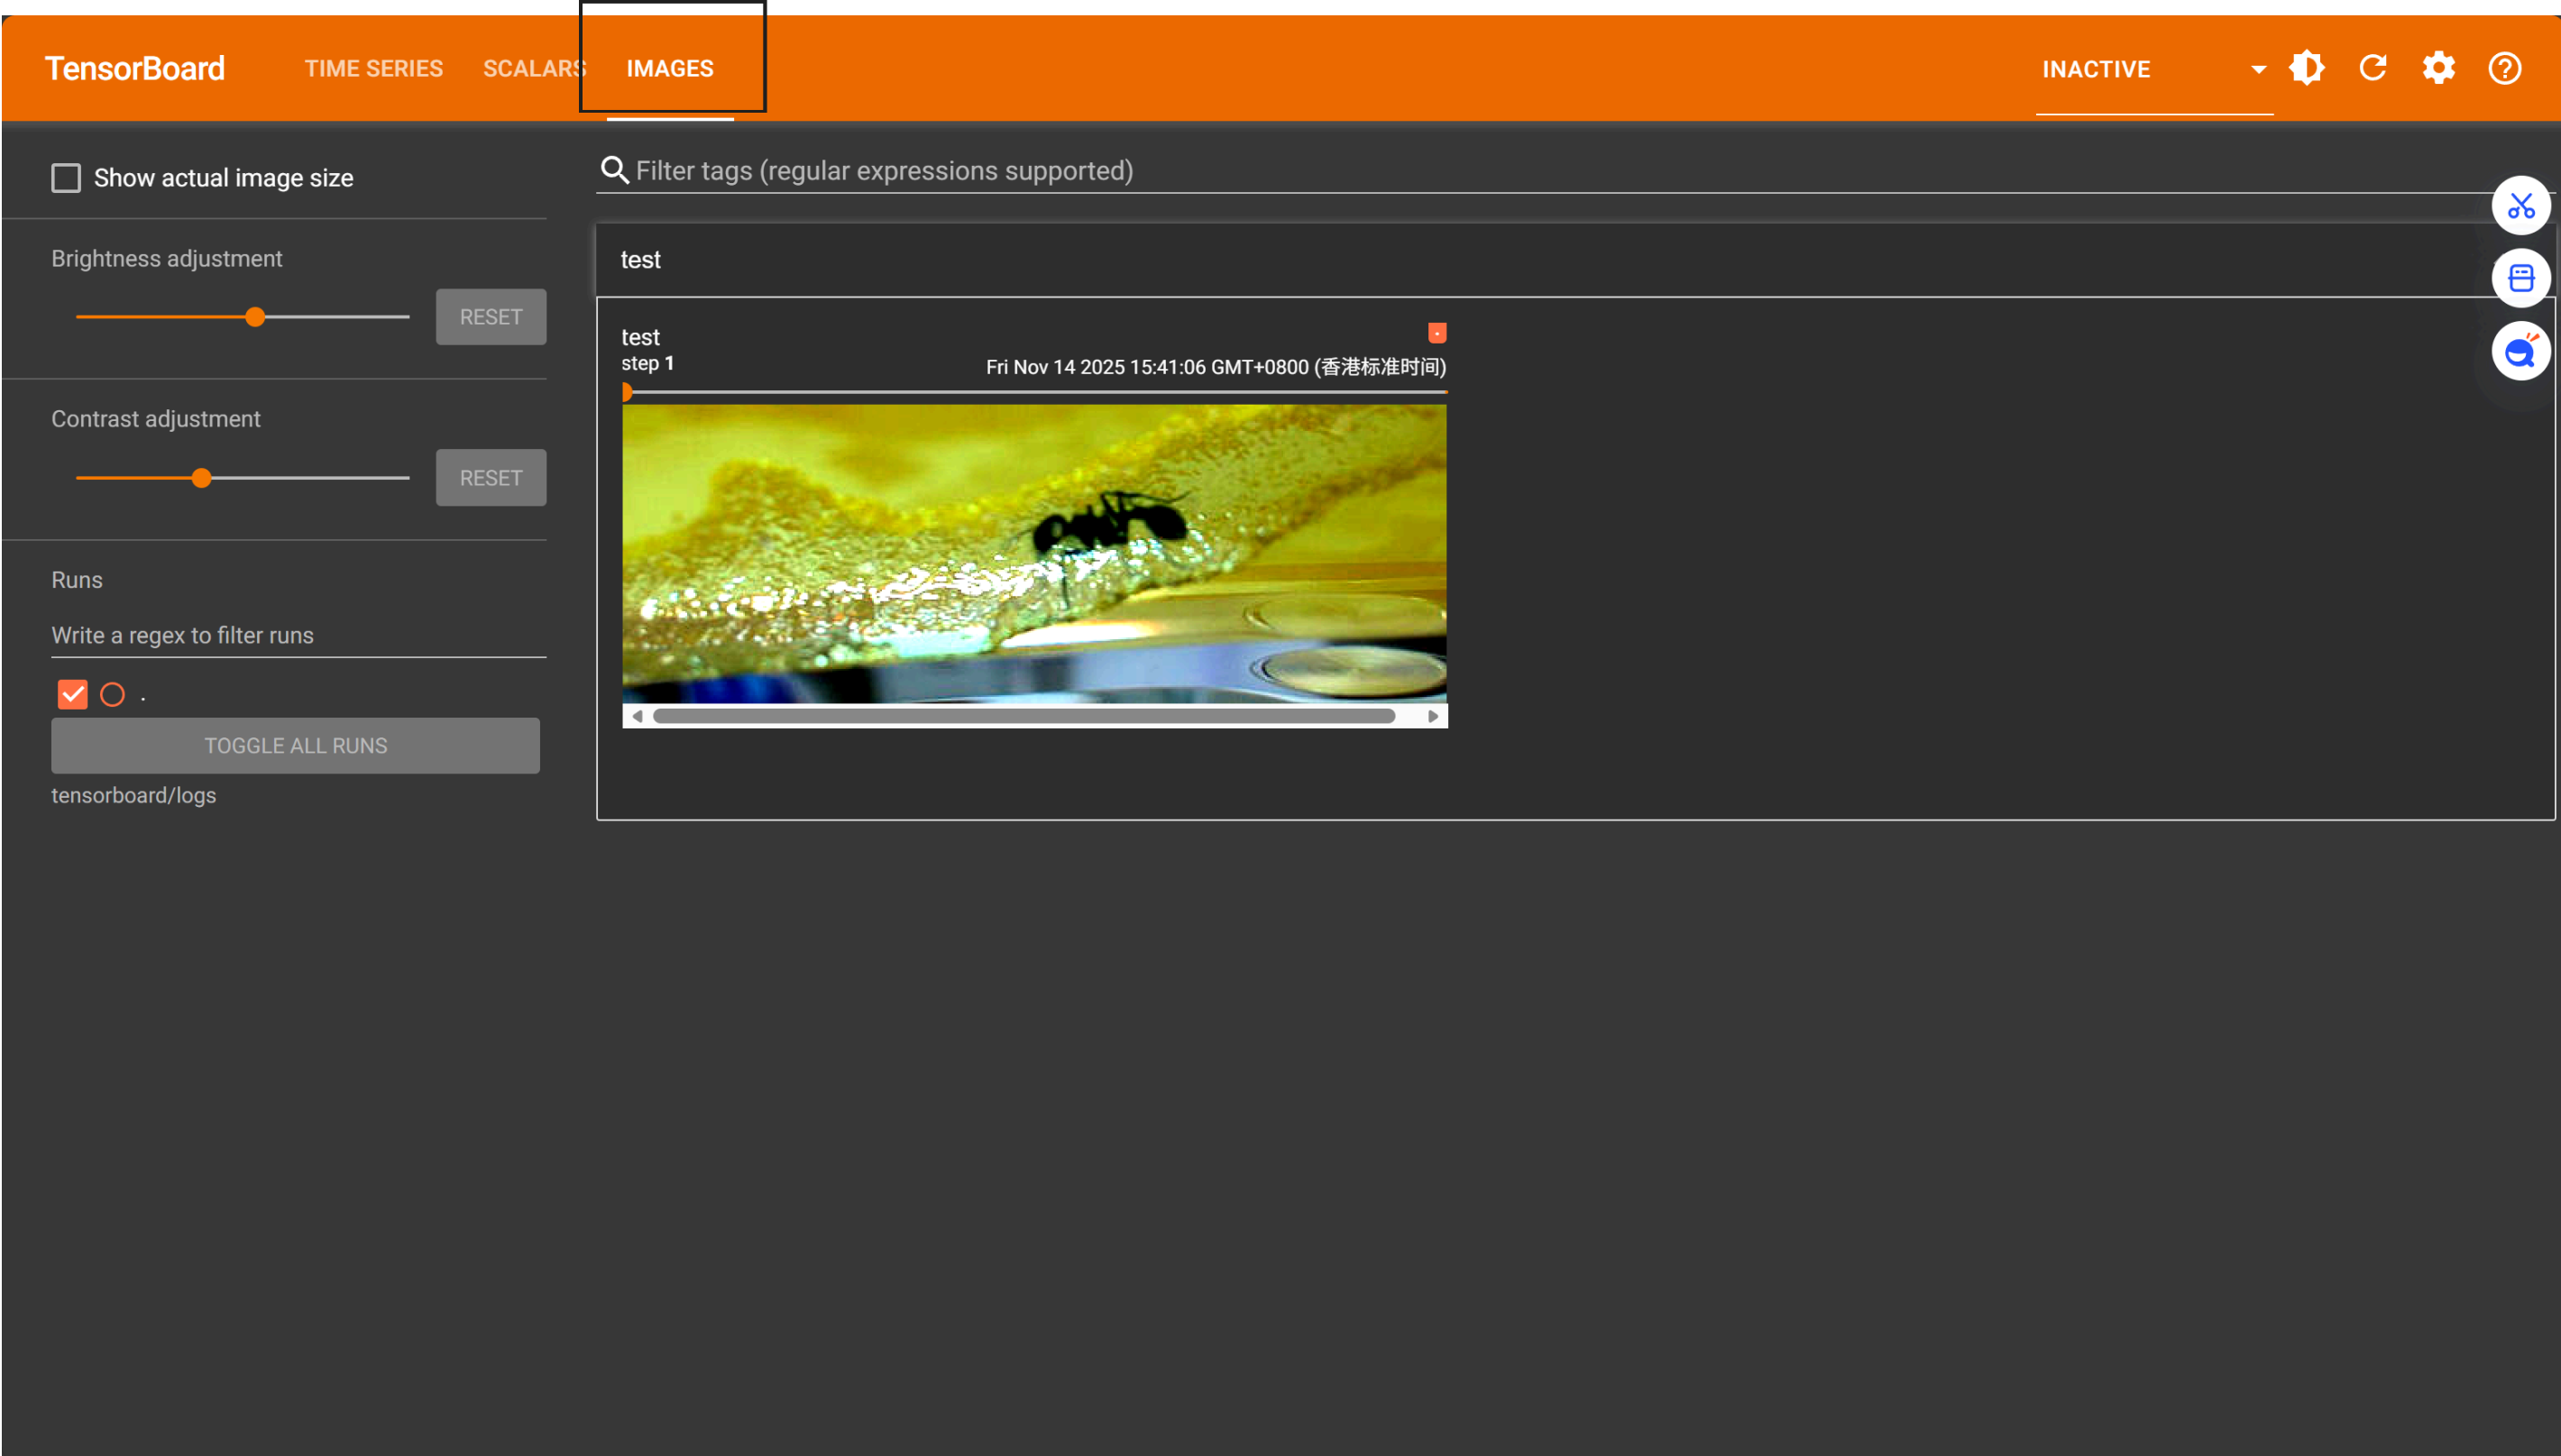 TensorBoard TIME SERIES SCALARS IMAGES INACTIVE
Show actual image size
Filter tags (regular expressions supported)
Brightness adjustment
RESET
Contrast adjustment
RESET
Runs
Write a regex to filter runs
.
TOGGLE ALL RUNS
tensorboard/logs
test
test
step 1
Fri Nov 14 2025 15:41:06 GMT+0800 (香港标准时间)